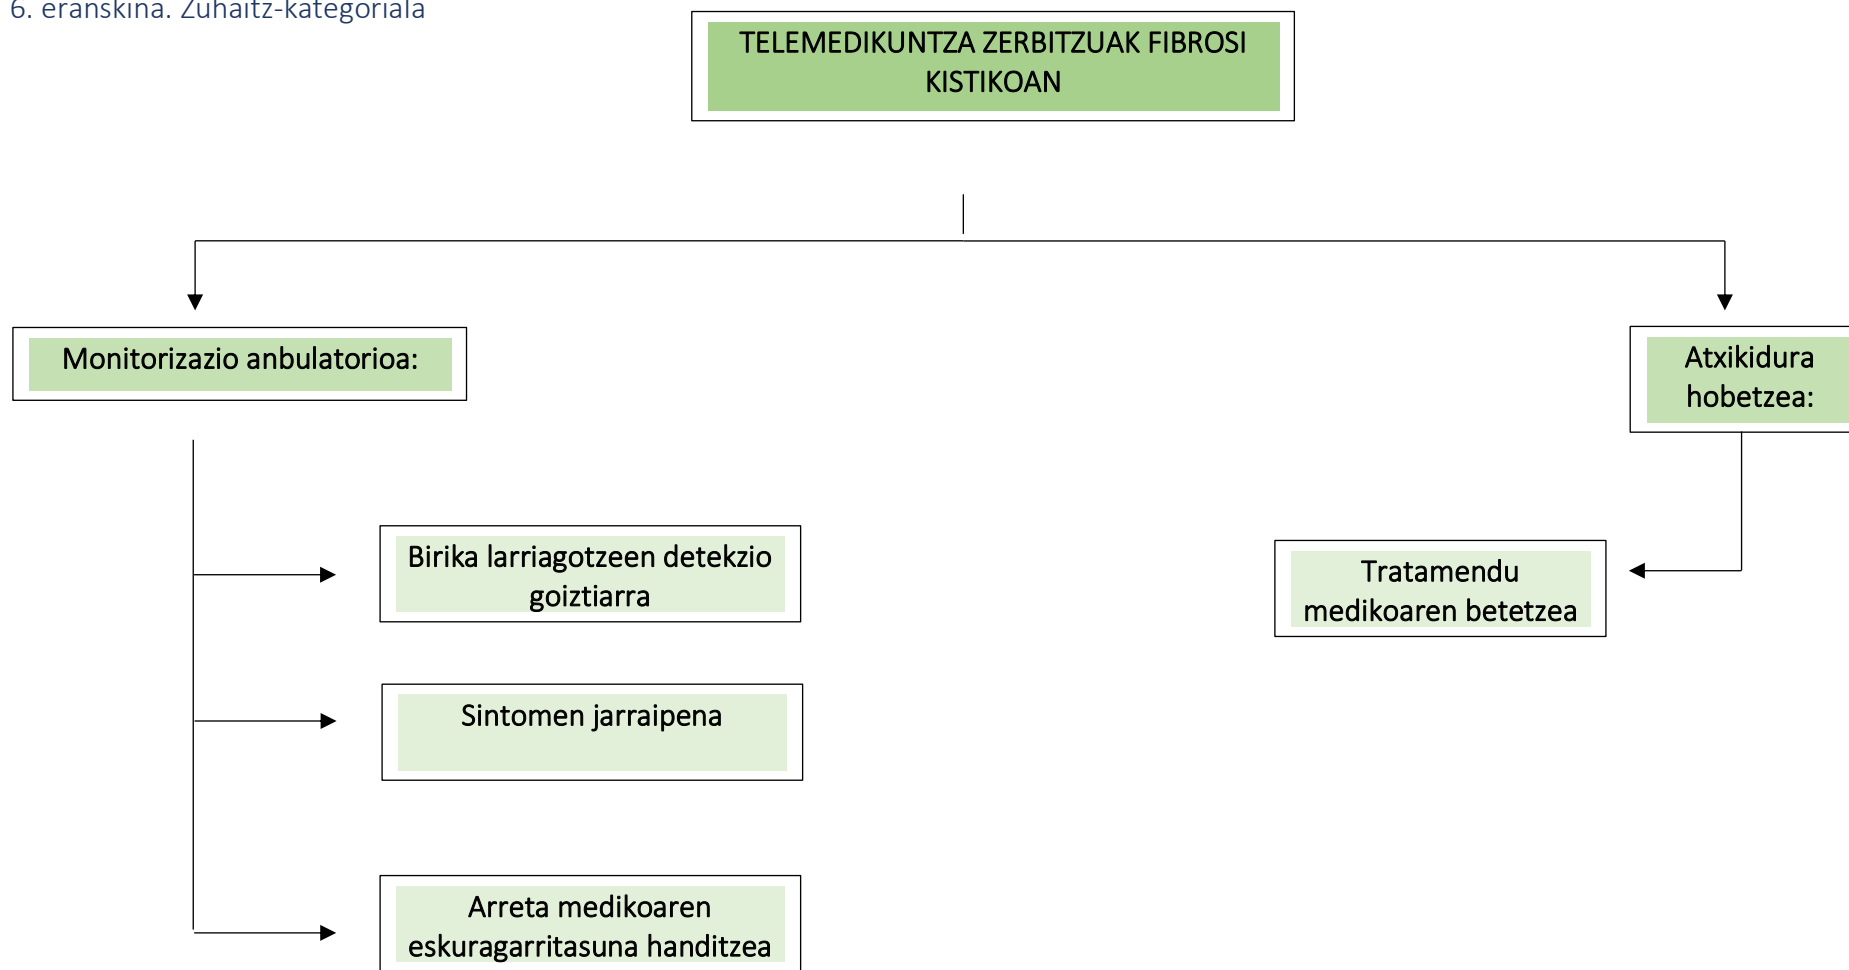 6. eranskina. Zuhaitz-kategoriala
TELEMEDIKUNTZA ZERBITZUAK FIBROSI
KISTIKOAN
Monitorizazio anbulatorioa:
Birika larriagotzeen detekzio
goiztiarra
Sintomen jarraipena
Arreta medikoaren
eskuragarritasuna handitzea
Atxikidura
hobetzea:
Tratamendu
medikoaren betetzea